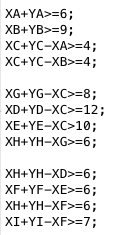 XA+YA>=6;
XB+YB>=9;
XC+YC-XA>=4;
XC+YC-XB>=4;
XG+YG-XC>=8;
XD+YD-XC>=12;
XE+YE-XC>10;
XH+YH-XG>=6;
XH+YH-XD>=6;
XF+YF-XE>=6;
XH+YH-XF>=6;
XI+YI-XF>=7;